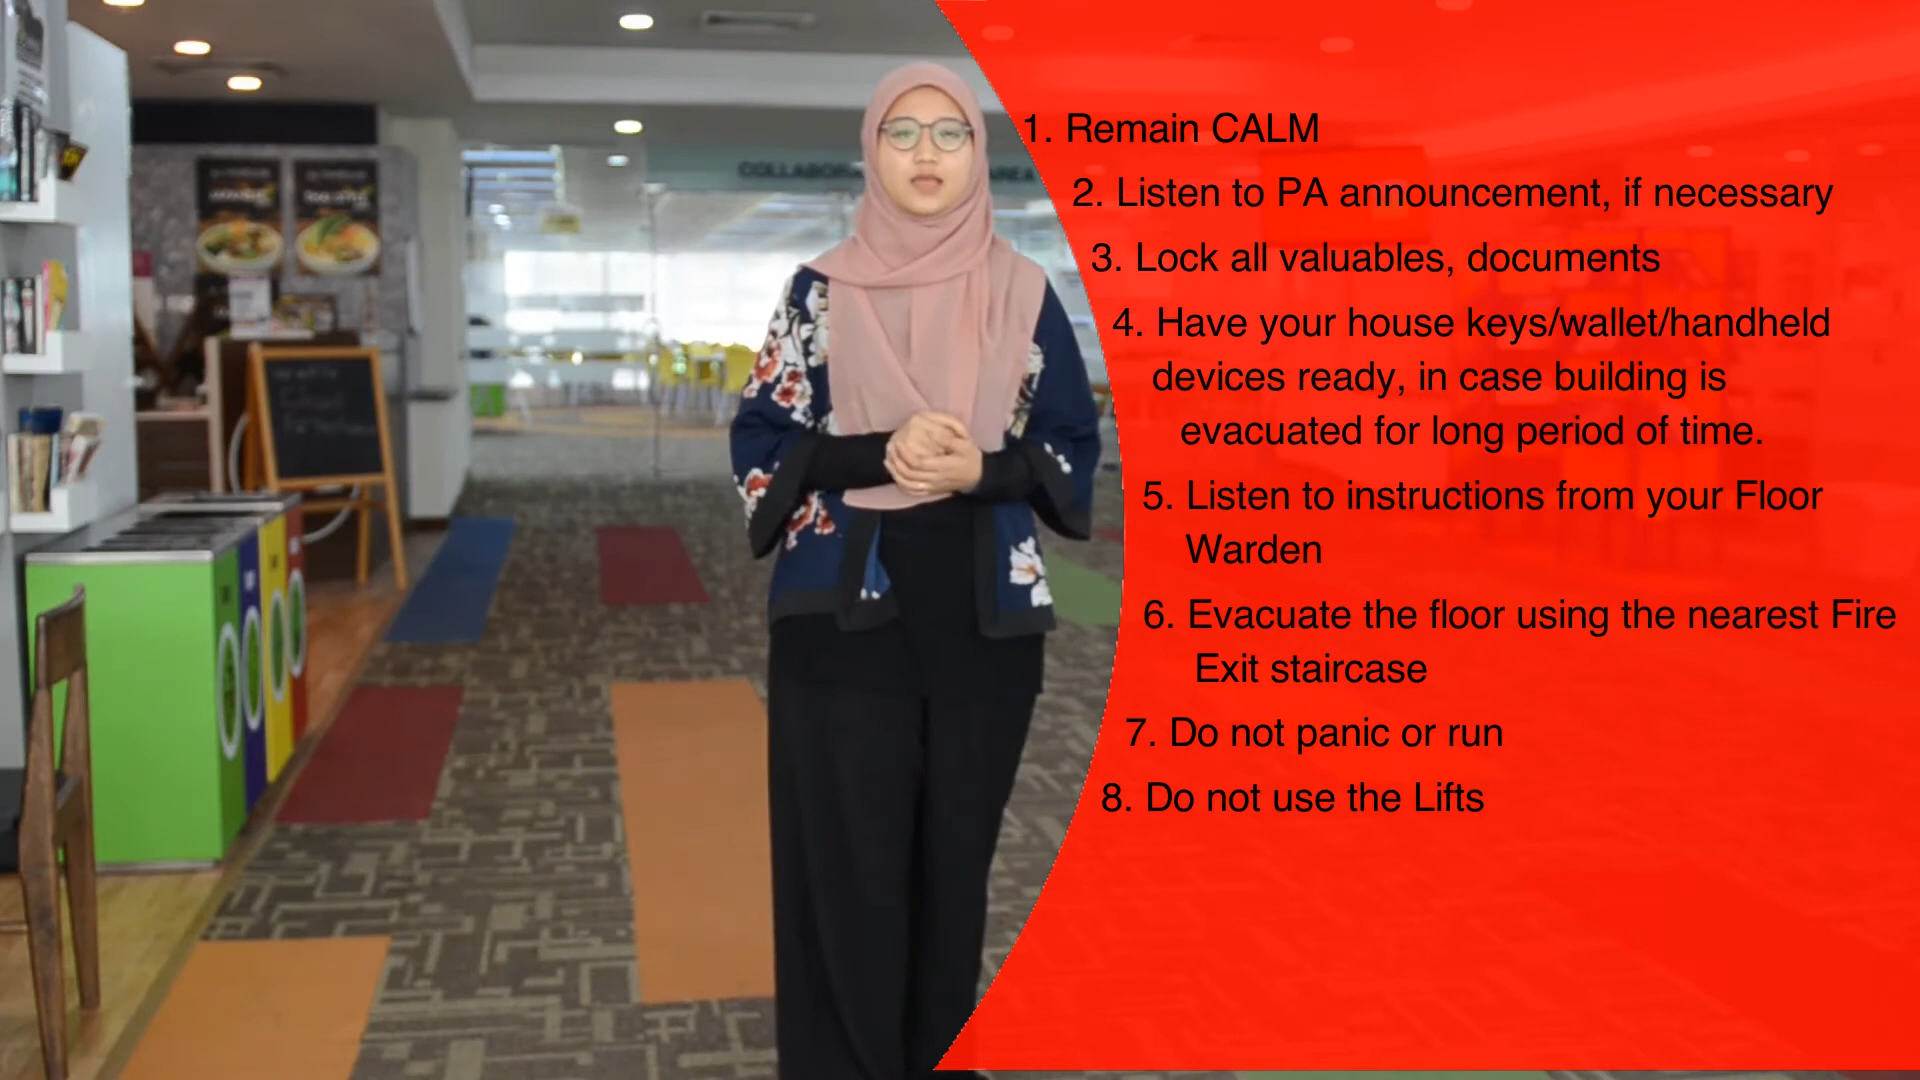 COLLABOR
AREA
1. Remain CALM
2. Listen to PA announcement, if necessary
3. Lock all valuables, documents
4. Have your house keys/wallet/handheld
devices ready, in case building is
evacuated for long period of time.
5. Listen to instructions from your Floor
Warden
6. Evacuate the floor using the nearest Fire
Exit staircase
7. Do not panic or run
8. Do not use the Lifts